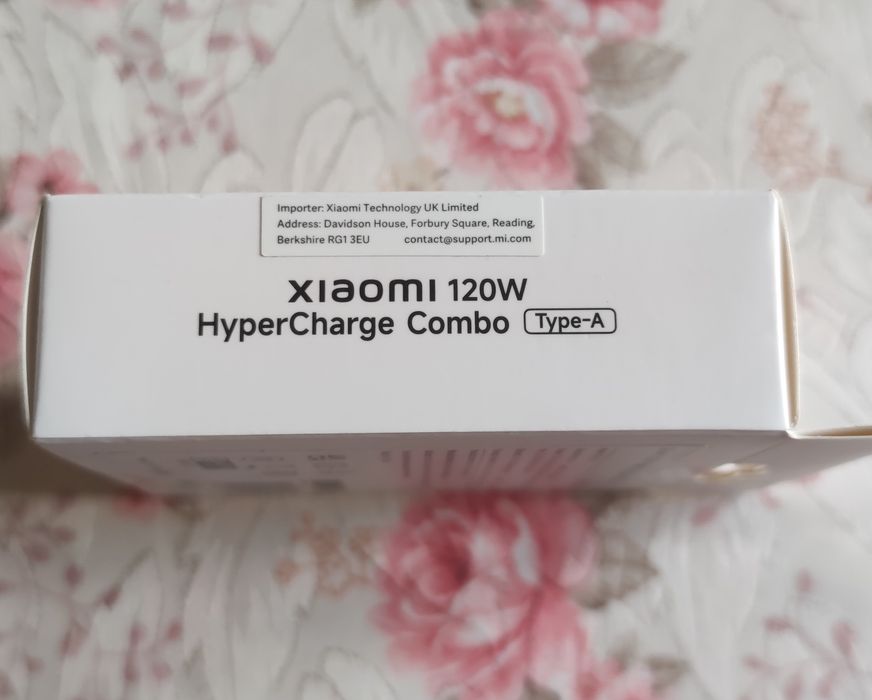 Importer: Xiaomi Technology UK Limited
Address: Davidson House, Forbury Square, Reading,
Berkshire RG1 3EU contact@support.mi.com
xiaomi 120W
HyperCharge Combo Type-A